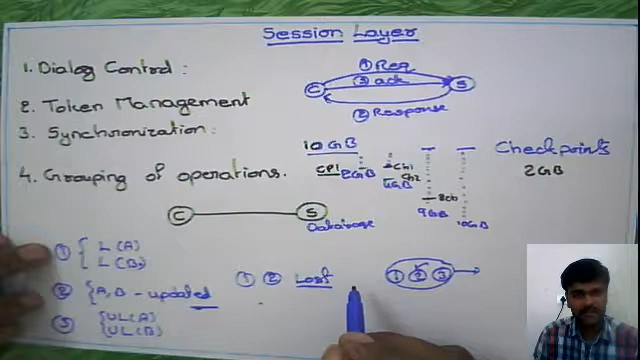 Session Layer
1. Dialog Control :
2. Token Management
3. Synchronization :
4. Grouping of operations.
① Req
③ ack
C S
② Response
10 GB
Checkpoints
CP1 2GB
ch1
ch2
4GB
2GB
9GB
10GB
C S
Database
① { L(A)
L(B)
② { A, B - updated
③ { UL(A)
UL(B)
① ② Lost
① ② ③